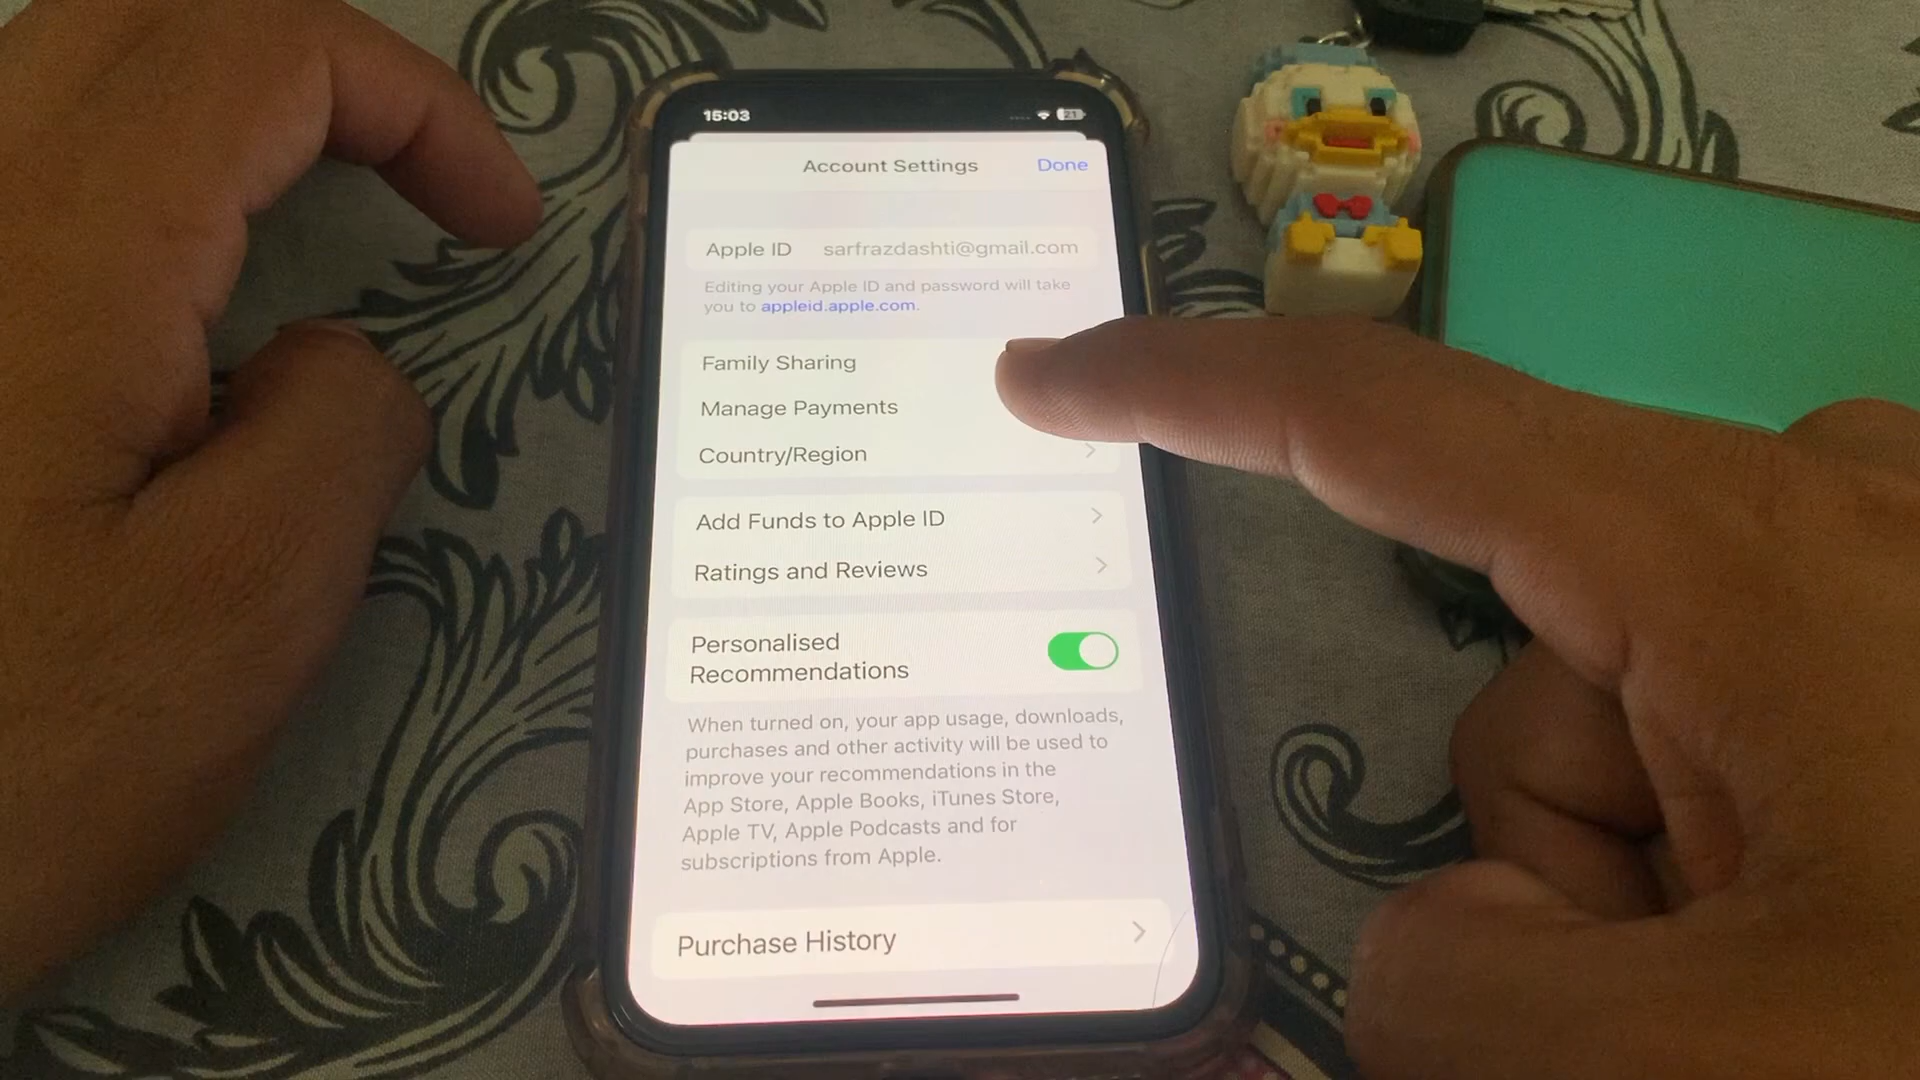 15:03
21
Account Settings
Done
Apple ID sarfrazdashti@gmail.com
Editing your Apple ID and password will take
you to appleid.apple.com.
Family Sharing
Manage Payments
Country/Region
Add Funds to Apple ID
Ratings and Reviews
Personalised
Recommendations
When turned on, your app usage, downloads,
purchases and other activity will be used to
improve your recommendations in the
App Store, Apple Books, iTunes Store,
Apple TV, Apple Podcasts and for
subscriptions from Apple.
Purchase History